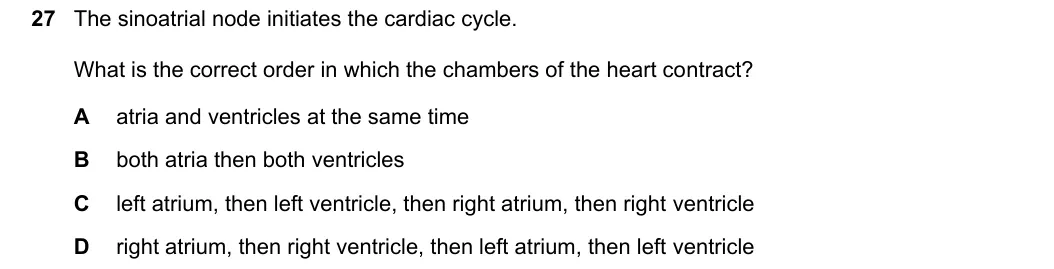 27 The sinoatrial node initiates the cardiac cycle.
What is the correct order in which the chambers of the heart contract?
A atria and ventricles at the same time
B both atria then both ventricles
C left atrium, then left ventricle, then right atrium, then right ventricle
D right atrium, then right ventricle, then left atrium, then left ventricle